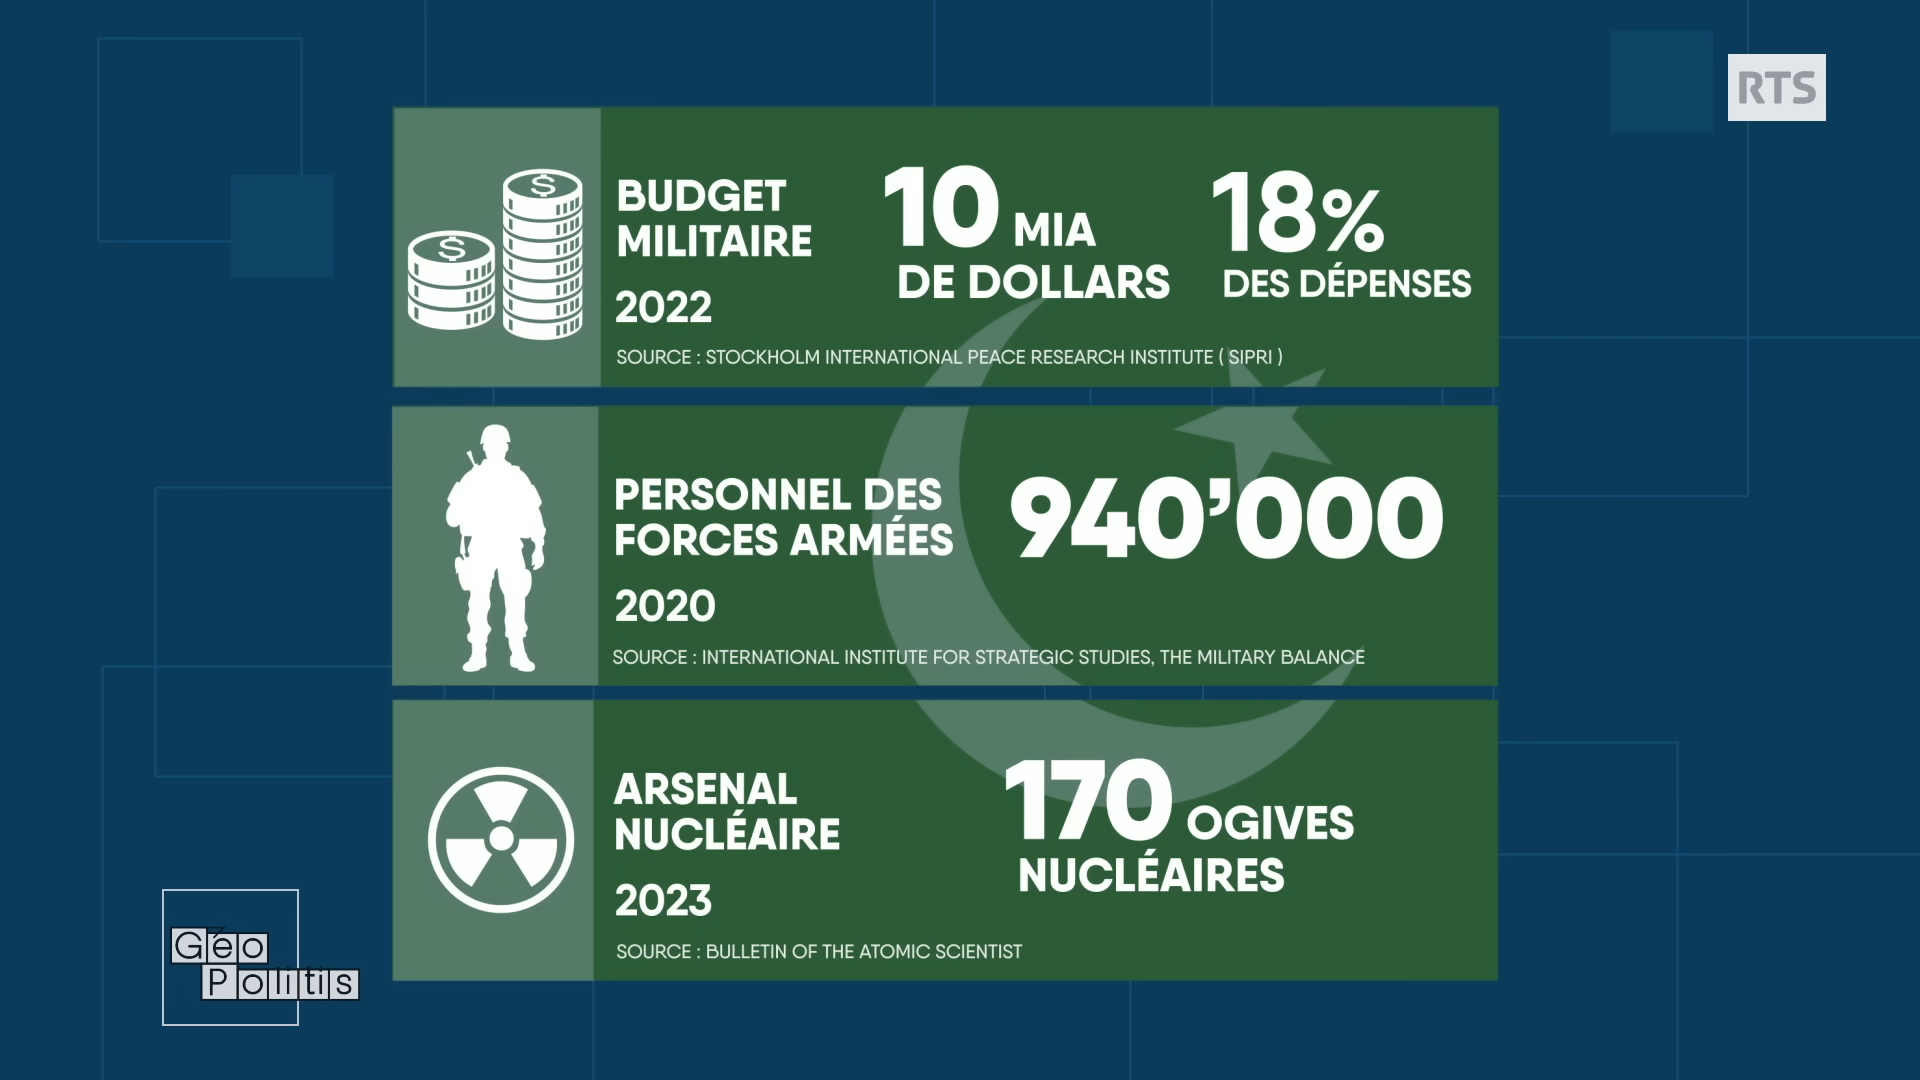 RTS
BUDGET
MILITAIRE
2022
10 MIA
DE DOLLARS
18%
DES DÉPENSES
SOURCE : STOCKHOLM INTERNATIONAL PEACE RESEARCH INSTITUTE ( SIPRI )
PERSONNEL DES
FORCES ARMÉES
2020
940’000
SOURCE : INTERNATIONAL INSTITUTE FOR STRATEGIC STUDIES, THE MILITARY BALANCE
ARSENAL
NUCLÉAIRE
2023
170 OGIVES
NUCLÉAIRES
SOURCE : BULLETIN OF THE ATOMIC SCIENTIST
Géo
Politis